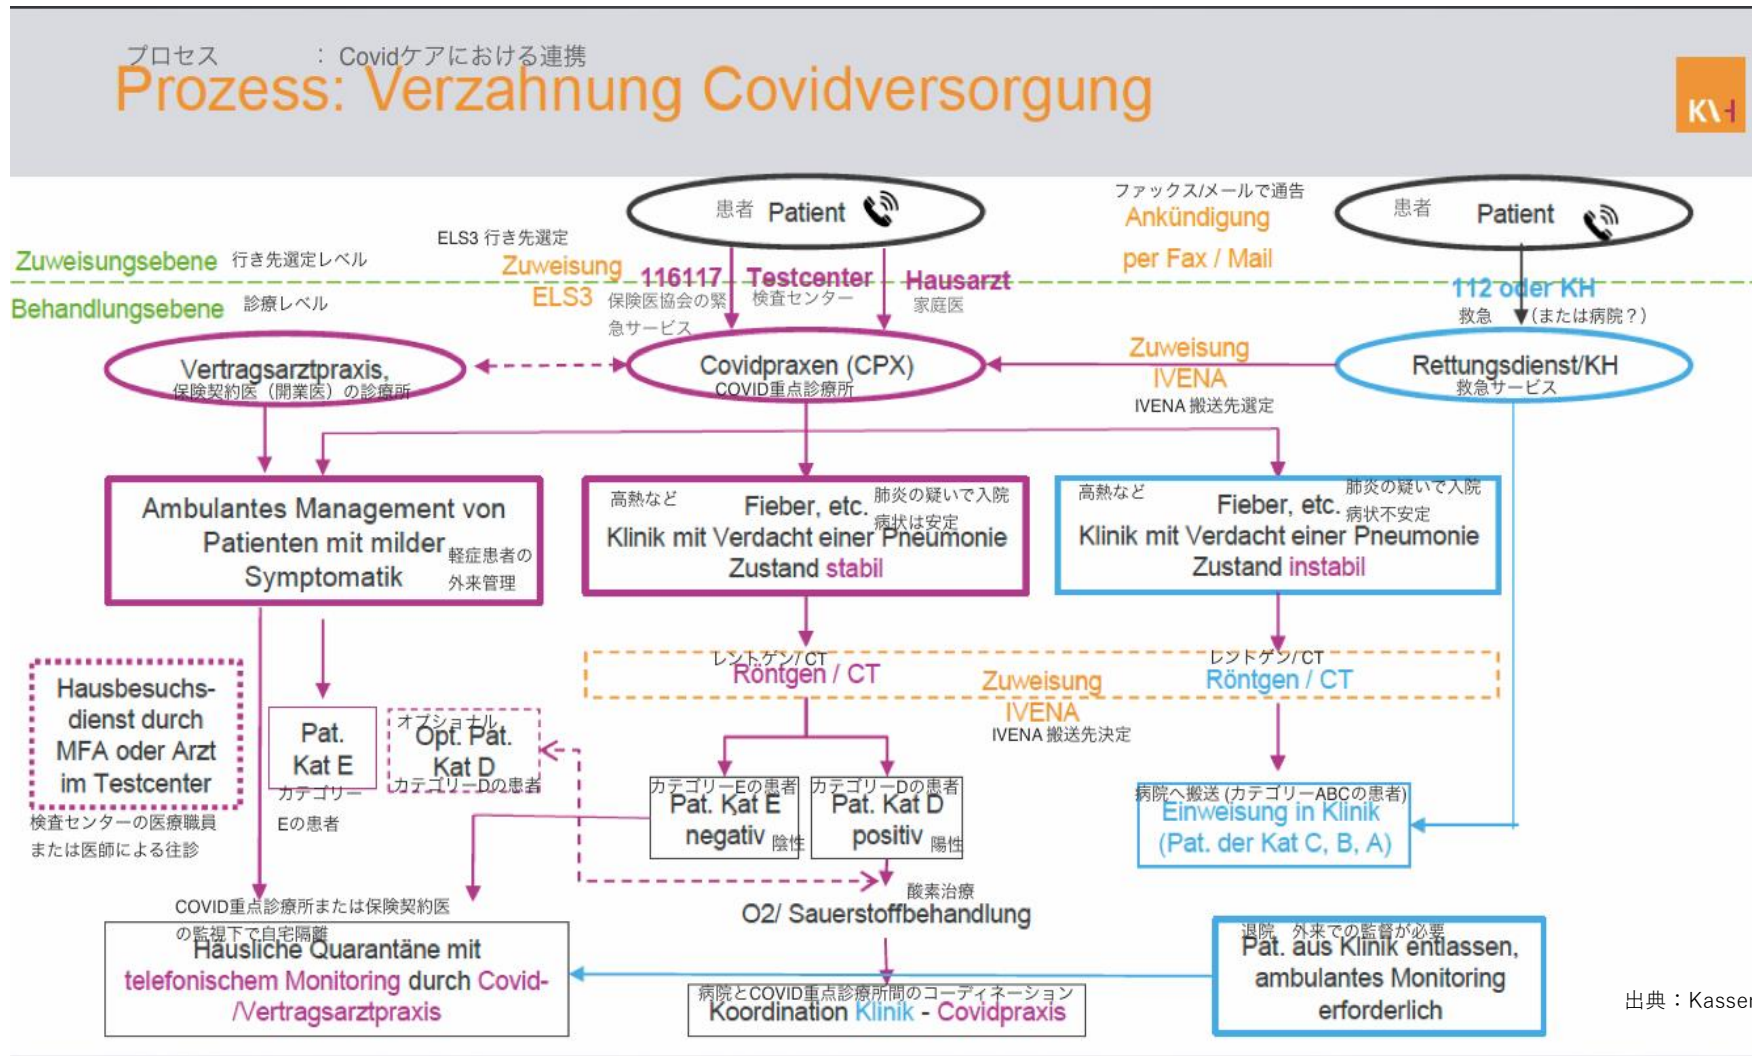 プロセス : Covidケアにおける連携
Prozess: Verzahnung Covidversorgung
KVH
患者 Patient
ファックス/メールで通告
Ankündigung
per Fax / Mail
患者 Patient
Zuweisungsebene 行き先選定レベル
ELS3 行き先選定
Zuweisung
ELS3
116117
保険医協会の緊
急サービス
Testcenter
検査センター
Hausarzt
家庭医
112 oder KH
救急 (または病院？)
Behandlungsebene 診療レベル
Vertragsarztpraxis,
保険契約医（開業医）の診療所
Covidpraxen (CPX)
COVID重点診療所
Zuweisung
IVENA
IVENA 搬送先選定
Rettungsdienst/KH
救急サービス
Ambulantes Management von
Patienten mit milder
Symptomatik
軽症患者の
外来管理
高熱など
Fieber, etc.
肺炎の疑いで入院
病状は安定
Klinik mit Verdacht einer Pneumonie
Zustand stabil
高熱など
Fieber, etc.
肺炎の疑いで入院
病状不安定
Klinik mit Verdacht einer Pneumonie
Zustand instabil
レントゲン/ CT
Röntgen / CT
Zuweisung
IVENA
IVENA 搬送先決定
レントゲン/ CT
Röntgen / CT
Hausbesuchs-
dienst durch
MFA oder Arzt
im Testcenter
検査センターの医療職員
または医師による往診
Pat.
Kat E
カテゴリー
Eの患者
オプショナル
Opt. Pat.
Kat D
カテゴリーDの患者
カテゴリーEの患者
Pat. Kat E
negativ 陰性
カテゴリーDの患者
Pat. Kat D
positiv 陽性
病院へ搬送 (カテゴリーABCの患者)
Einweisung in Klinik
(Pat. der Kat C, B, A)
酸素治療
O2/ Sauerstoffbehandlung
COVID重点診療所または保険契約医
の監視下で自宅隔離
Häusliche Quarantäne mit
telefonischem Monitoring durch Covid-
/Vertragsarztpraxis
病院とCOVID重点診療所間のコーディネーション
Koordination Klinik - Covidpraxis
退院 外来での監督が必要
Pat. aus Klinik entlassen,
ambulantes Monitoring
erforderlich
出典：Kassen